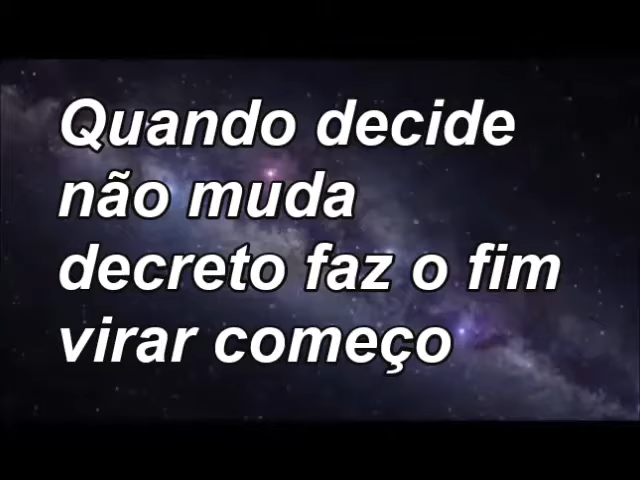 Quando decide
não muda
decreto faz o fim
virar começo